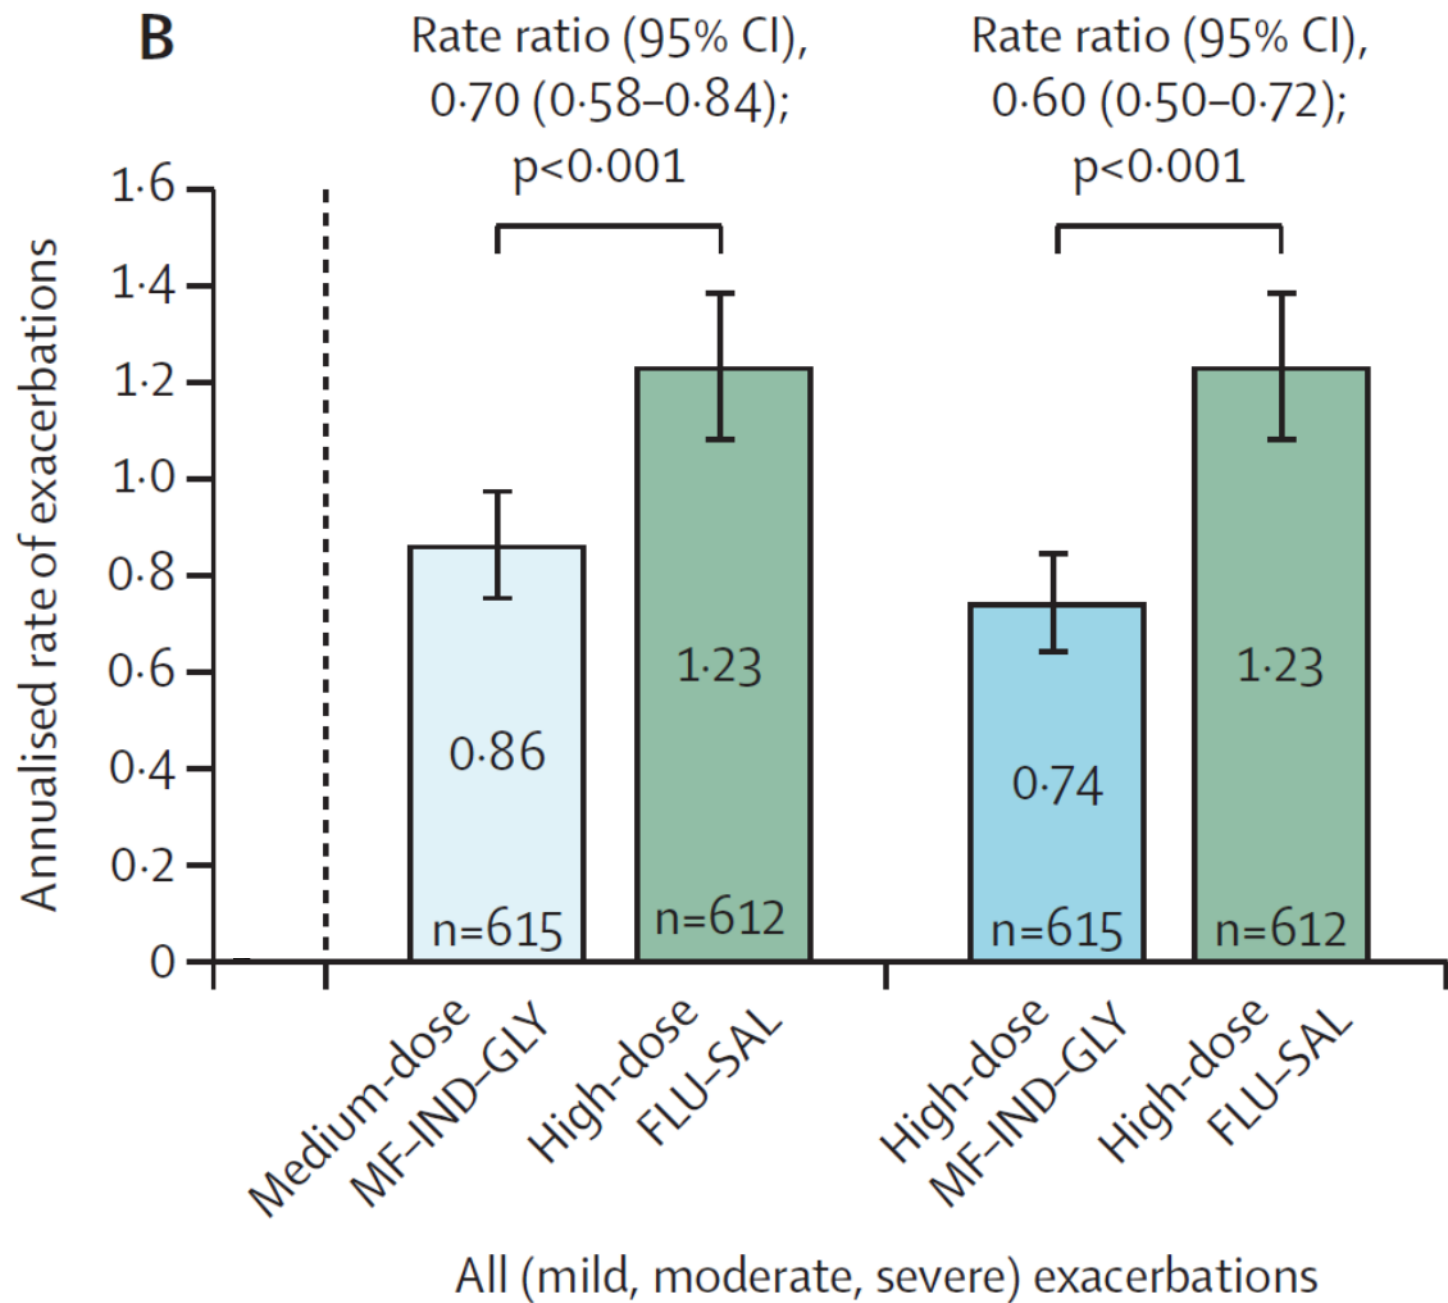 B
Rate ratio (95% CI),
0·70 (0·58–0·84);
p<0·001
Rate ratio (95% CI),
0·60 (0·50–0·72);
p<0·001
Annualised rate of exacerbations
1·6
1·4
1·2
1·0
0·8
0·6
0·4
0·2
0
0·86
n=615
1·23
n=612
0·74
n=615
1·23
n=612
Medium-dose
MF–IND–GLY
High-dose
FLU–SAL
High-dose
MF–IND–GLY
High-dose
FLU–SAL
All (mild, moderate, severe) exacerbations